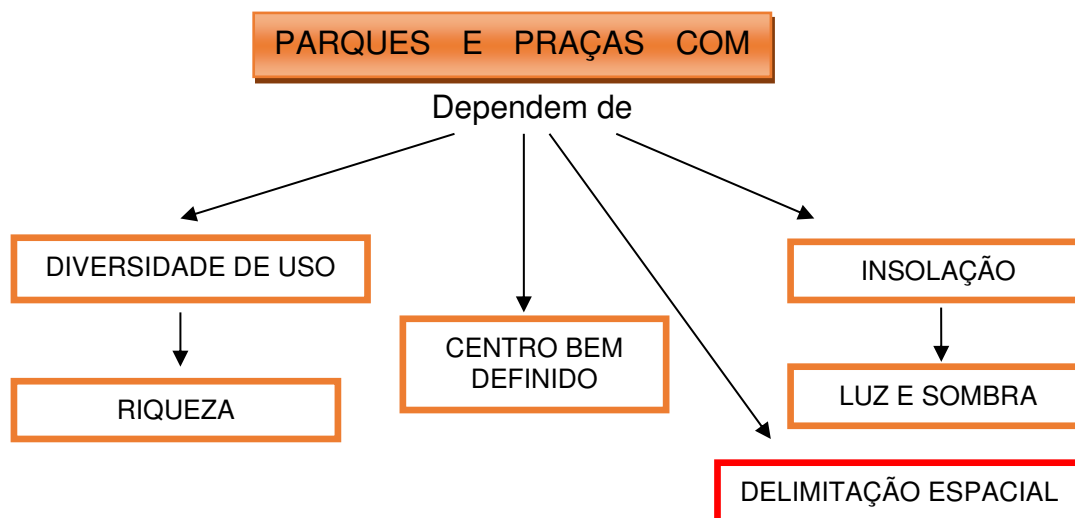 PARQUES E PRAÇAS COM
Dependem de
DIVERSIDADE DE USO
INSOLAÇÃO
CENTRO BEM
DEFINIDO
RIQUEZA
LUZ E SOMBRA
DELIMITAÇÃO ESPACIAL